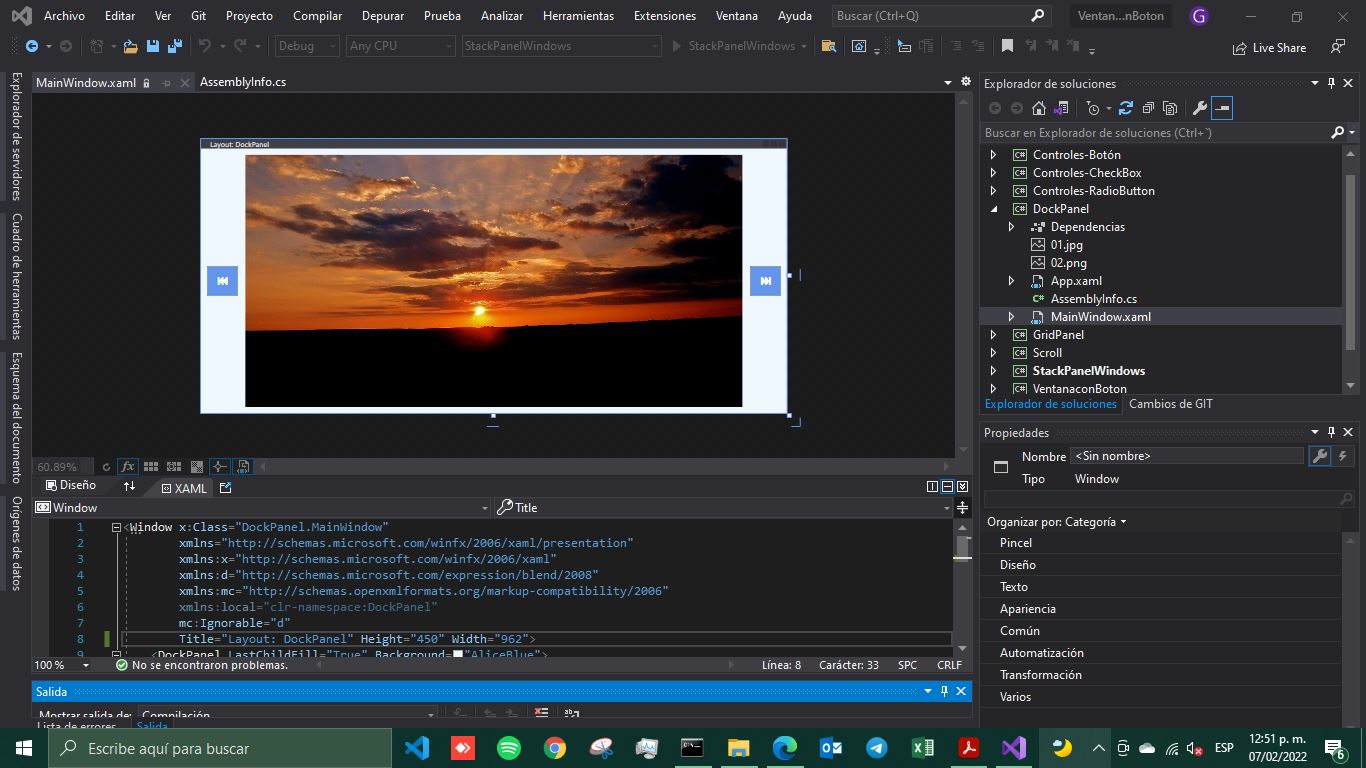 Archivo Editar Ver Git Proyecto Compilar Depurar Prueba Analizar Herramientas Extensiones Ventana Ayuda Buscar (Ctrl+Q) Ventan...nBoton G
Debug Any CPU StackPanelWindows StackPanelWindows Live Share
Explorador de servidores
Cuadro de herramientas
Esquema del documento
Orígenes de datos
MainWindow.xaml AssemblyInfo.cs
Layout: DockPanel
60.89%
Diseño XAML
Window Title
1 <Window x:Class="DockPanel.MainWindow"
2 xmlns="http://schemas.microsoft.com/winfx/2006/xaml/presentation"
3 xmlns:x="http://schemas.microsoft.com/winfx/2006/xaml"
4 xmlns:d="http://schemas.microsoft.com/expression/blend/2008"
5 xmlns:mc="http://schemas.openxmlformats.org/markup-compatibility/2006"
6 xmlns:local="clr-namespace:DockPanel"
7 mc:Ignorable="d"
8 Title="Layout: DockPanel" Height="450" Width="962">
9 <DockPanel LastChildFill="True" Background="AliceBlue">
100 % No se encontraron problemas. Línea: 8 Carácter: 33 SPC CRLF
Salida
Mostrar salida de: Compilación
Lista de errores Salida
Explorador de soluciones
Buscar en Explorador de soluciones (Ctrl+`)
C# Controles-Botón
C# Controles-CheckBox
C# Controles-RadioButton
C# DockPanel
Dependencias
01.jpg
02.png
App.xaml
C# AssemblyInfo.cs
MainWindow.xaml
C# GridPanel
C# Scroll
C# StackPanelWindows
C# VentanaconBoton
Explorador de soluciones Cambios de GIT
Propiedades
Nombre <Sin nombre>
Tipo Window
Organizar por: Categoría
Pincel
Diseño
Texto
Apariencia
Común
Automatización
Transformación
Varios
Escribe aquí para buscar
ESP 12:51 p. m.
07/02/2022
6